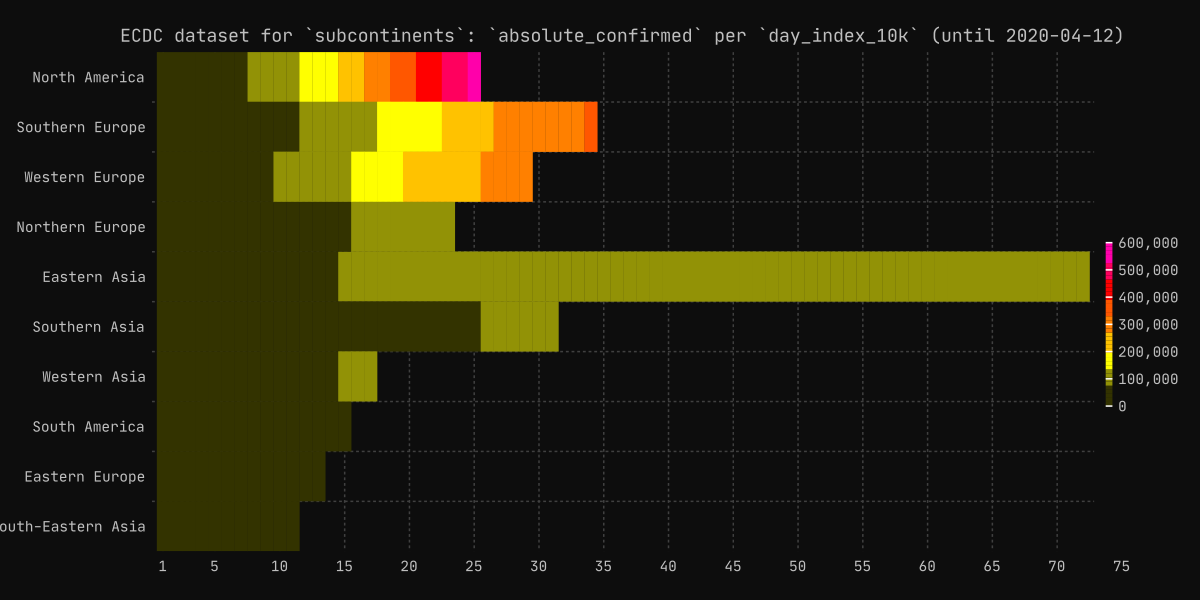 ECDC dataset for `subcontinents`: `absolute_confirmed` per `day_index_10k` (until 2020-04-12)
North America
Southern Europe
Western Europe
Northern Europe
Eastern Asia
Southern Asia
Western Asia
South America
Eastern Europe
outh-Eastern Asia
600,000
500,000
400,000
300,000
200,000
100,000
0
1 5 10 15 20 25 30 35 40 45 50 55 60 65 70 75